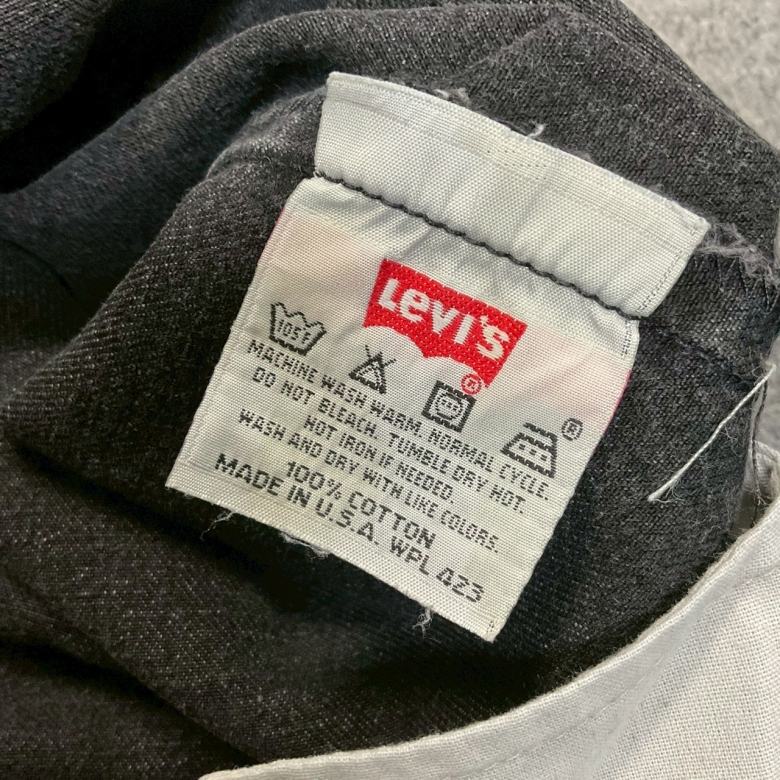 Levi's
®
105F
MACHINE WASH WARM, NORMAL CYCLE.
DO NOT BLEACH. TUMBLE DRY HOT.
HOT IRON IF NEEDED.
WASH AND DRY WITH LIKE COLORS.
100% COTTON
MADE IN U.S.A. WPL 423